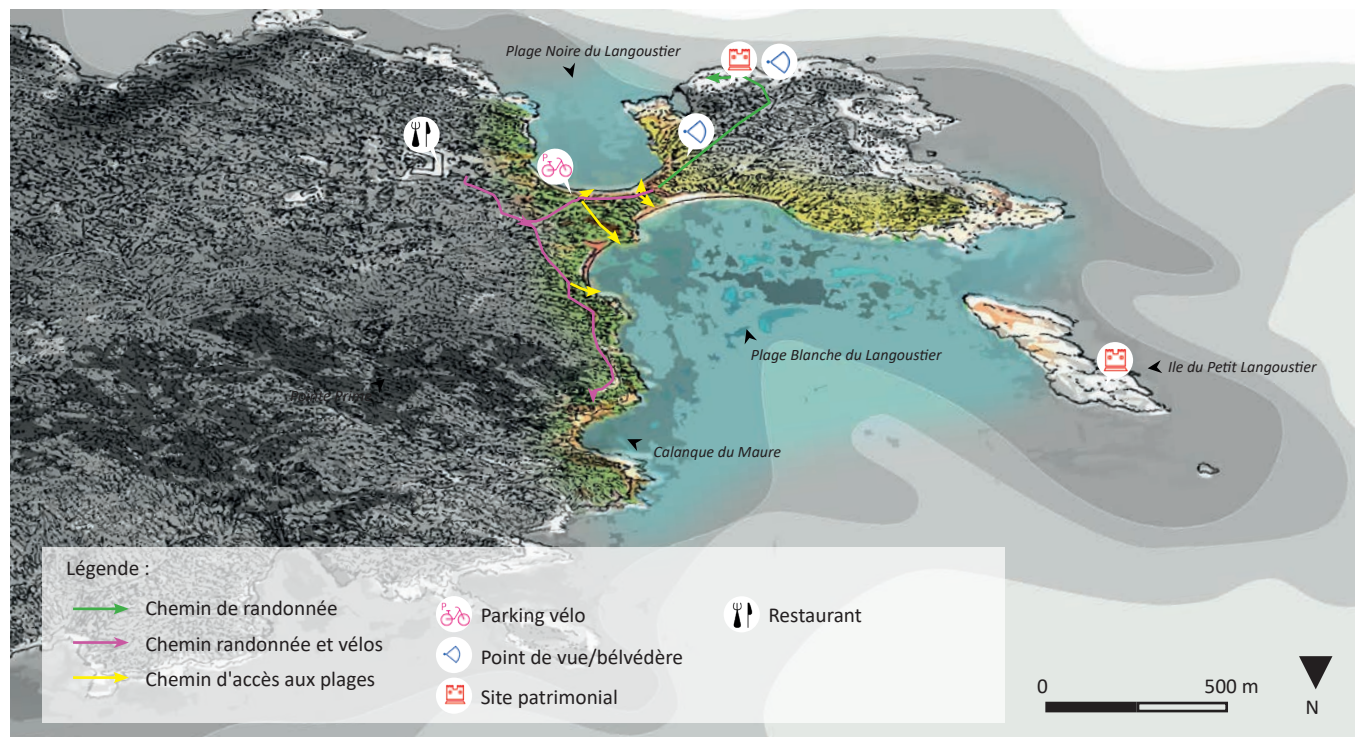 Plage Noire du Langoustier
P
Plage Blanche du Langoustier
Ile du Petit Langoustier
Calanque du Maure
Légende :
Chemin de randonnée
Chemin randonnée et vélos
Chemin d'accès aux plages
P
Parking vélo
Point de vue/bélvédère
Site patrimonial
Restaurant
0
500 m
N